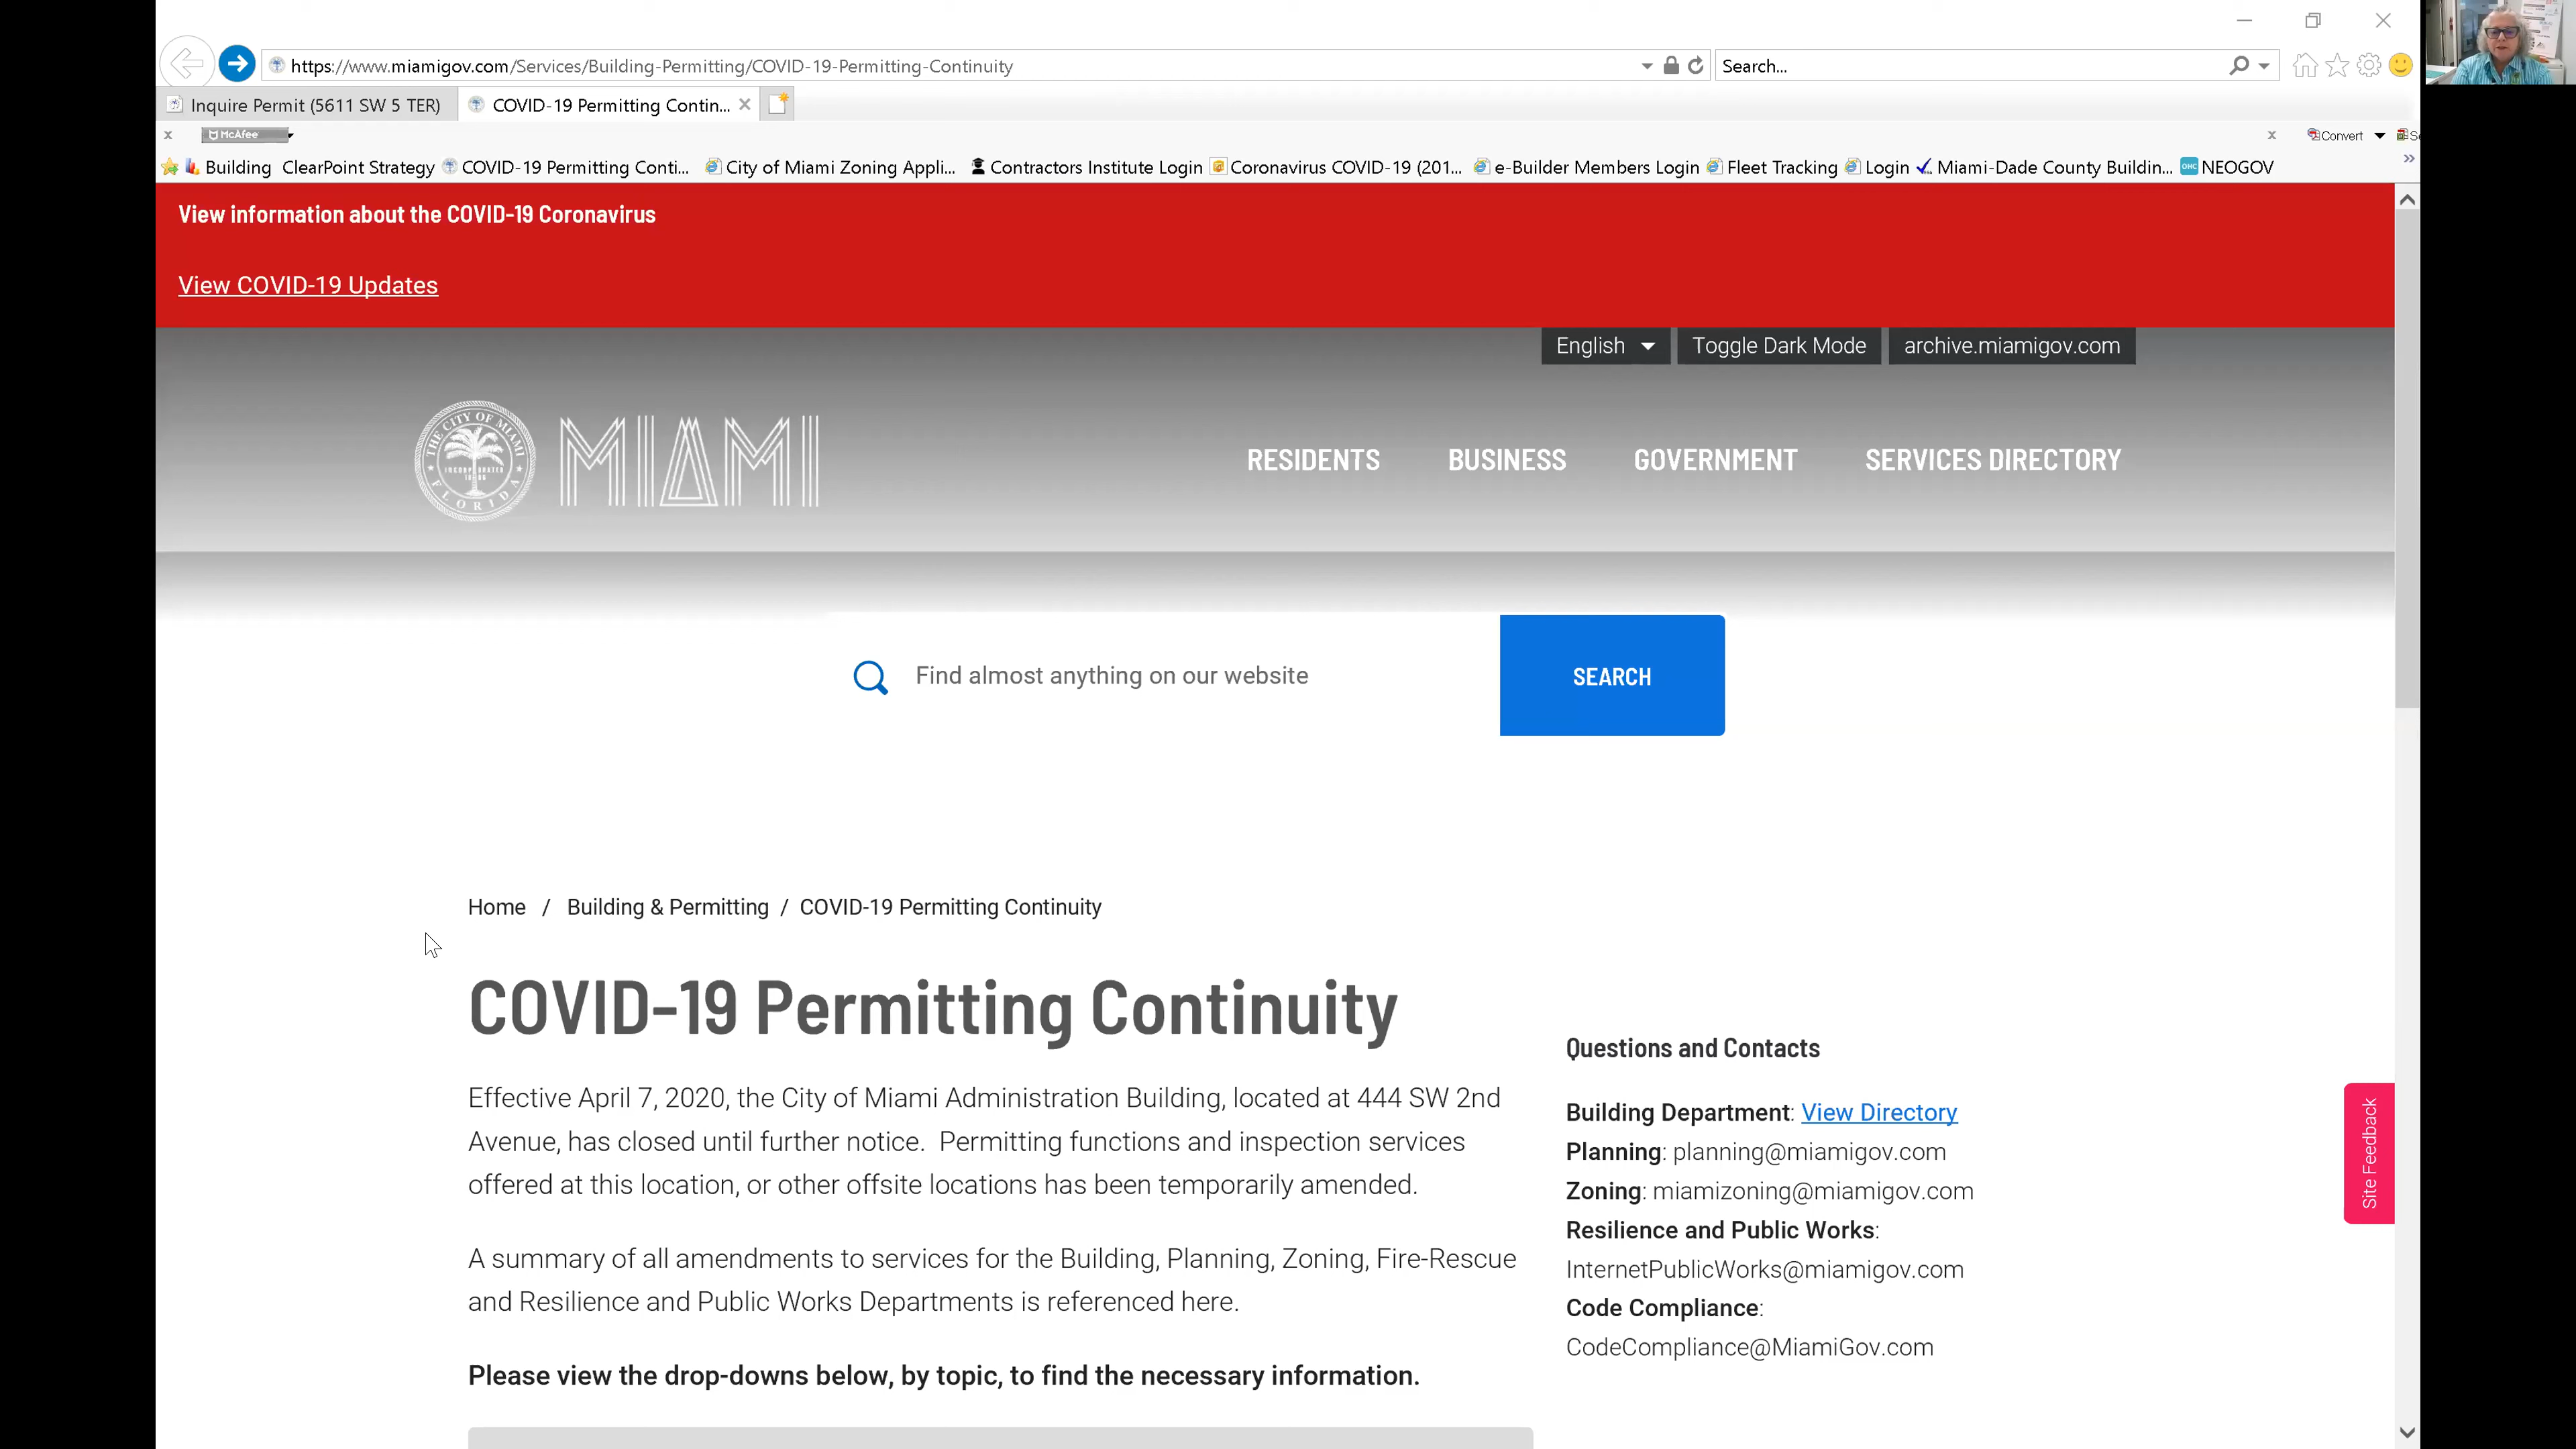 https://www.miamigov.com/Services/Building-Permitting/COVID-19-Permitting-Continuity
Search...
Inquire Permit (5611 SW 5 TER)
COVID-19 Permitting Contin...
McAfee
Convert
Building
ClearPoint Strategy
COVID-19 Permitting Conti...
City of Miami Zoning Appli...
Contractors Institute Login
Coronavirus COVID-19 (201...
e-Builder Members Login
Fleet Tracking
Login
Miami-Dade County Buildin...
OHC NEOGOV
View information about the COVID-19 Coronavirus
View COVID-19 Updates
English
Toggle Dark Mode
archive.miamigov.com
THE CITY OF MIAMI
INCORPORATED
18 96
FLORIDA
MIAMI
RESIDENTS
BUSINESS
GOVERNMENT
SERVICES DIRECTORY
Find almost anything on our website
SEARCH
Home / Building & Permitting / COVID-19 Permitting Continuity
COVID-19 Permitting Continuity
Effective April 7, 2020, the City of Miami Administration Building, located at 444 SW 2nd
Avenue, has closed until further notice. Permitting functions and inspection services
offered at this location, or other offsite locations has been temporarily amended.
A summary of all amendments to services for the Building, Planning, Zoning, Fire-Rescue
and Resilience and Public Works Departments is referenced here.
Please view the drop-downs below, by topic, to find the necessary information.
Questions and Contacts
Building Department: View Directory
Planning: planning@miamigov.com
Zoning: miamizoning@miamigov.com
Resilience and Public Works:
InternetPublicWorks@miamigov.com
Code Compliance:
CodeCompliance@MiamiGov.com
Site Feedback